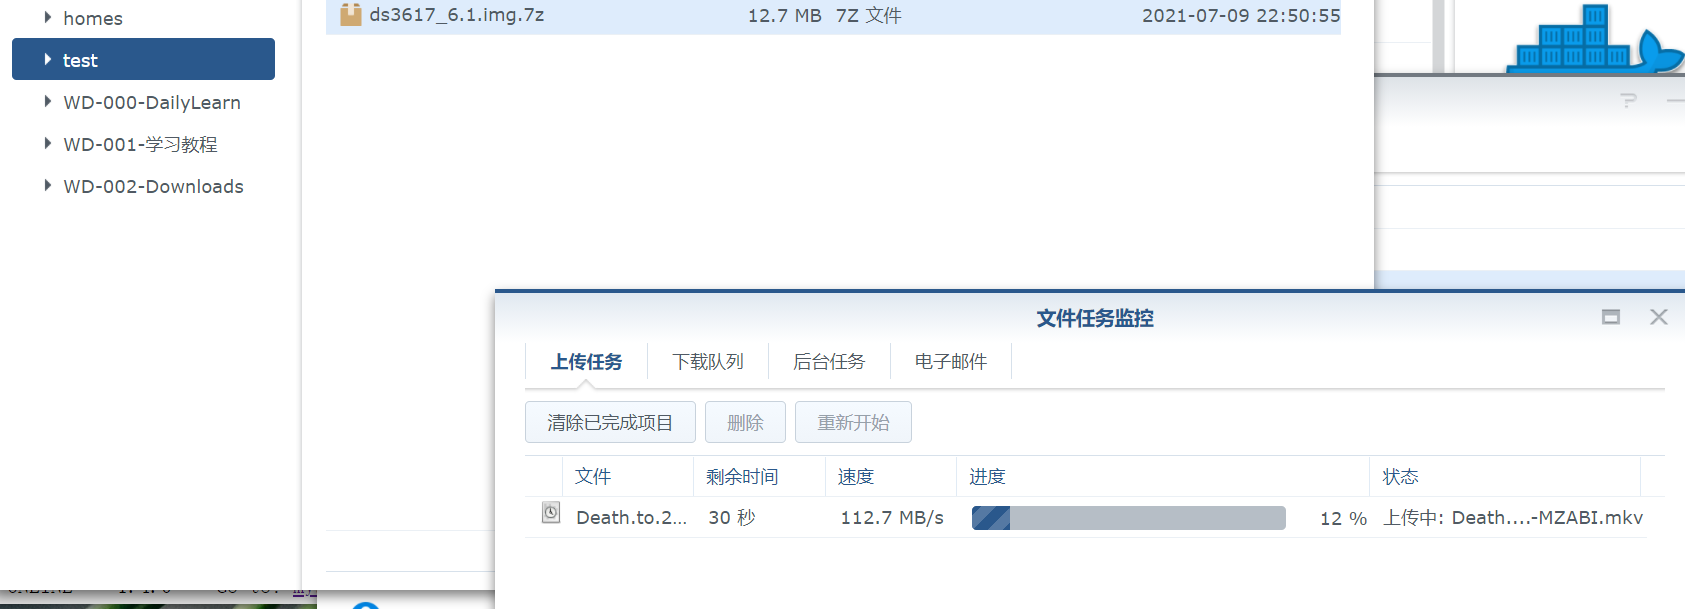 homes
test
WD-000-DailyLearn
WD-001-学习教程
WD-002-Downloads
ds3617_6.1.img.7z 12.7 MB 7Z 文件 2021-07-09 22:50:55
?
文件任务监控
上传任务 下载队列 后台任务 电子邮件
清除已完成项目 删除 重新开始
文件 剩余时间 速度 进度 状态
Death.to.2... 30 秒 112.7 MB/s 12 % 上传中: Death....-MZABI.mkv